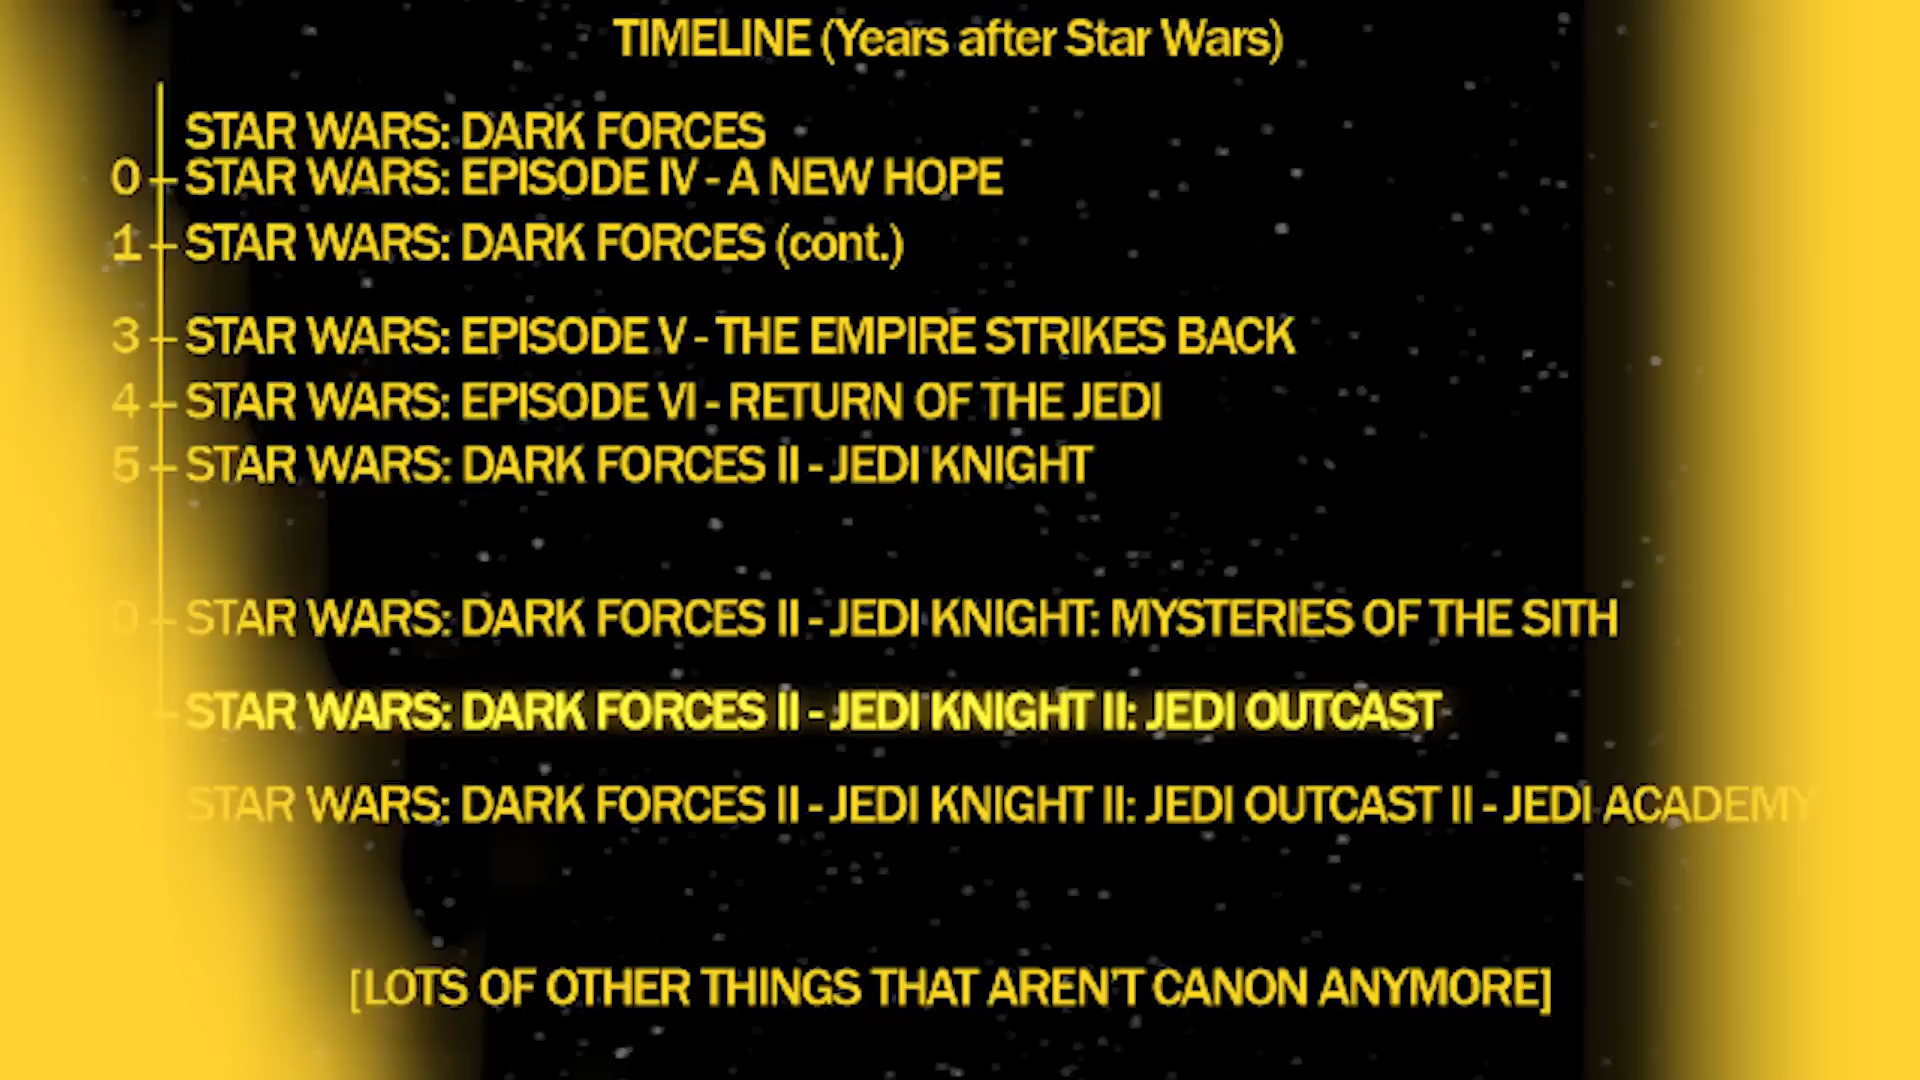 TIMELINE (Years after Star Wars)
STAR WARS: DARK FORCES
0 STAR WARS: EPISODE IV - A NEW HOPE
1 STAR WARS: DARK FORCES (cont.)
3 STAR WARS: EPISODE V - THE EMPIRE STRIKES BACK
4 STAR WARS: EPISODE VI - RETURN OF THE JEDI
5 STAR WARS: DARK FORCES II - JEDI KNIGHT
STAR WARS: DARK FORCES II - JEDI KNIGHT: MYSTERIES OF THE SITH
STAR WARS: DARK FORCES II - JEDI KNIGHT II: JEDI OUTCAST
STAR WARS: DARK FORCES II - JEDI KNIGHT II: JEDI OUTCAST II - JEDI ACADEMY
[LOTS OF OTHER THINGS THAT AREN'T CANON ANYMORE]